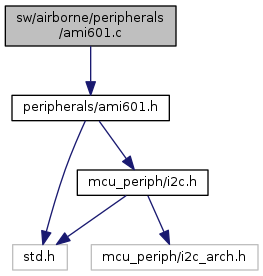 sw/airborne/peripherals
/ami601.c
peripherals/ami601.h
mcu_periph/i2c.h
std.h
mcu_periph/i2c_arch.h